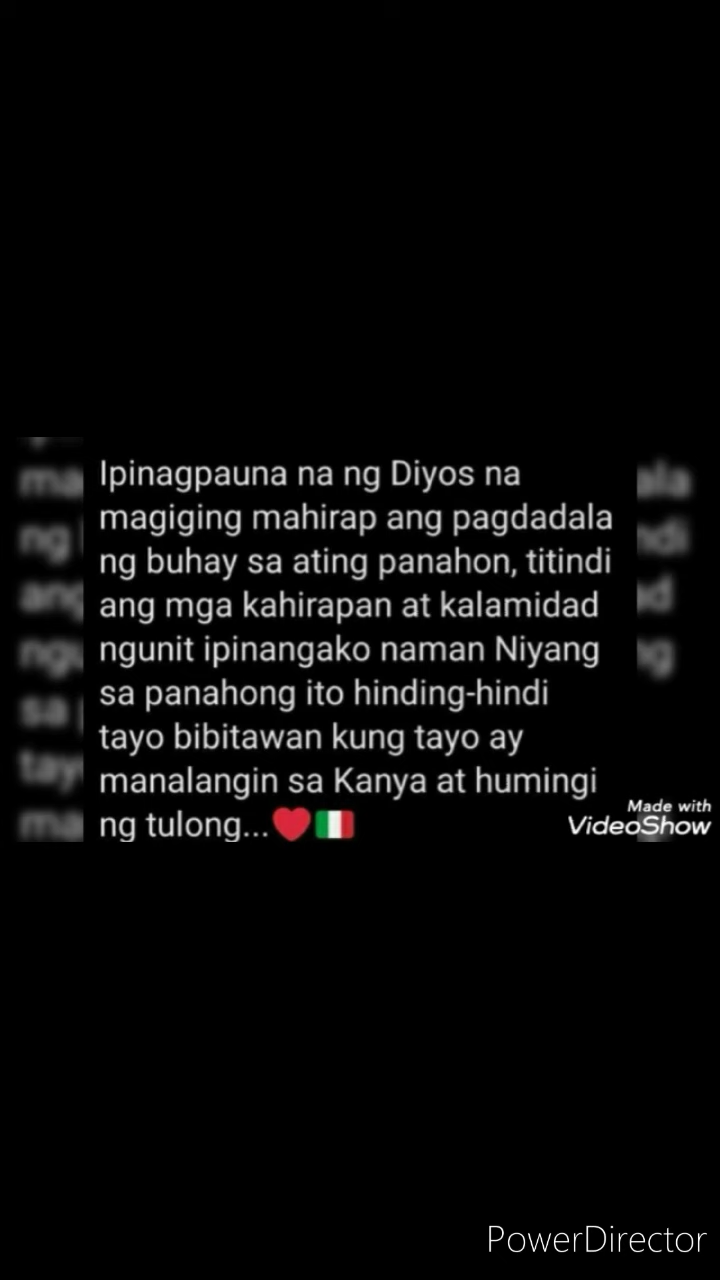 Ipinagpauna na ng Diyos na
magiging mahirap ang pagdadala
ng buhay sa ating panahon, titindi
ang mga kahirapan at kalamidad
ngunit ipinangako naman Niyang
sa panahong ito hinding-hindi
tayo bibitawan kung tayo ay
manalangin sa Kanya at humingi
ng tulong...❤️🇮🇹
Made with
VideoShow
PowerDirector